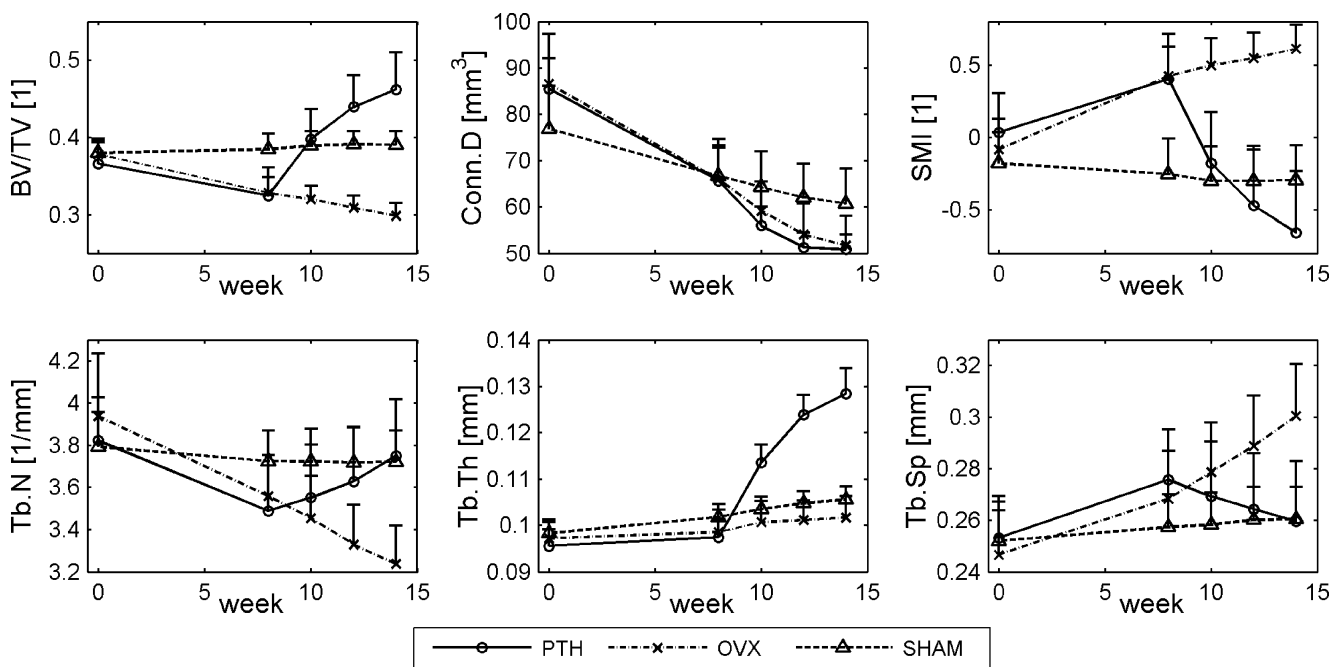 BV/TV [1]
0.5
0.4
0.3
0 5 10 15
week
Conn.D [mm³]
100
90
80
70
60
50
0 5 10 15
week
SMI [1]
0.5
0
-0.5
0 5 10 15
week
Tb.N [1/mm]
4.2
4
3.8
3.6
3.4
3.2
0 5 10 15
week
Tb.Th [mm]
0.14
0.13
0.12
0.11
0.1
0.09
0 5 10 15
week
Tb.Sp [mm]
0.32
0.3
0.28
0.26
0.24
0 5 10 15
week
PTH OVX SHAM